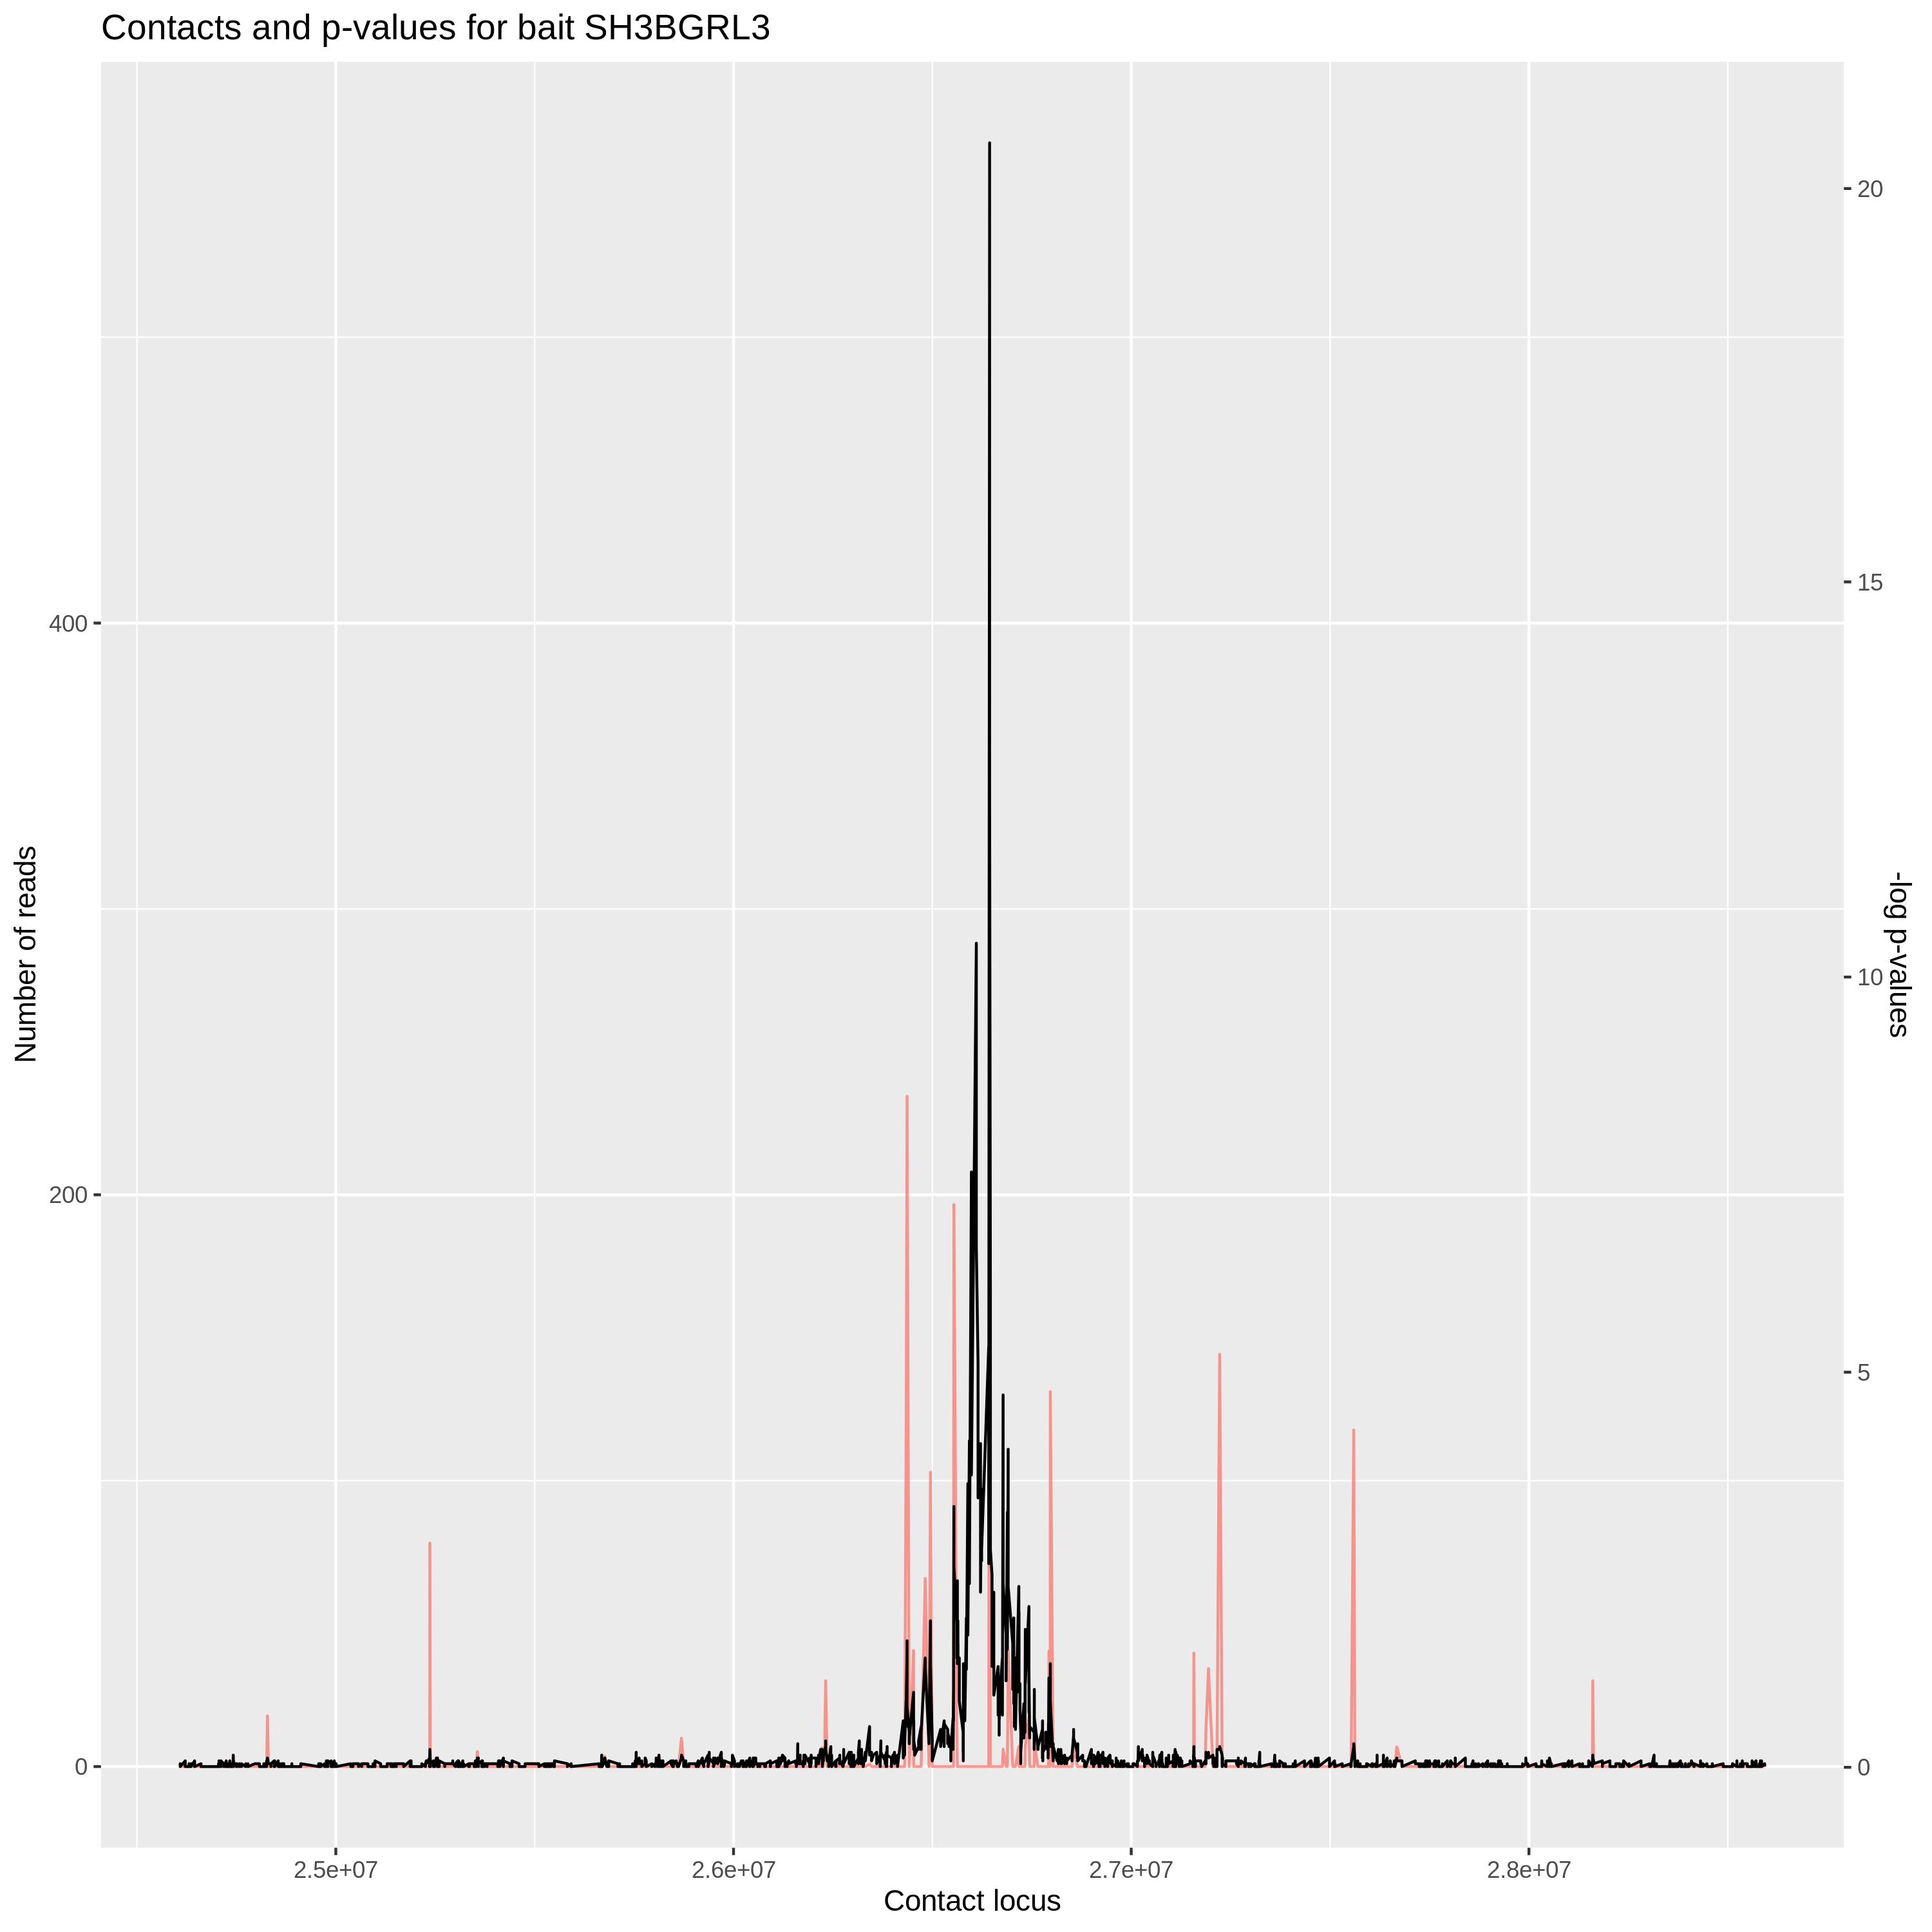 Contacts and p-values for bait SH3BGRL3
Number of reads
400
200
0
20
15
10
5
0
-log p-values
2.5e+07 2.6e+07 2.7e+07 2.8e+07
Contact locus